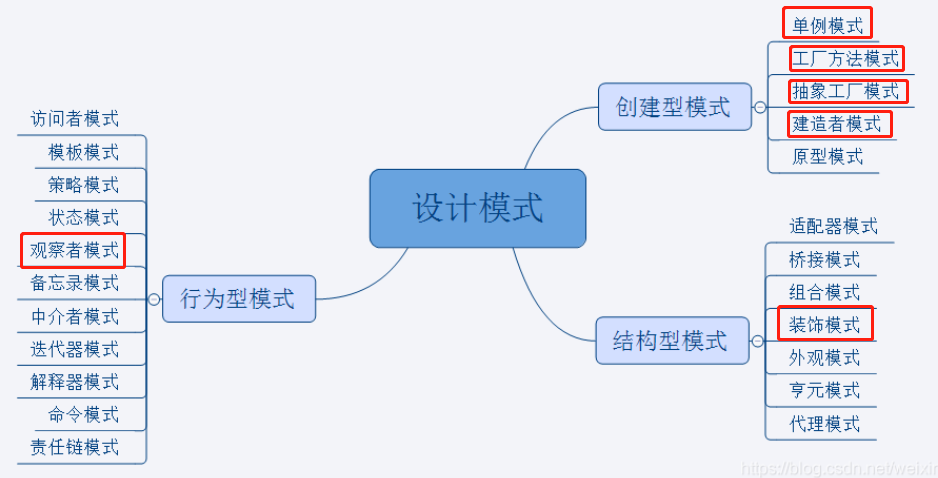 设计模式
创建型模式
单例模式
工厂方法模式
抽象工厂模式
建造者模式
原型模式
结构型模式
适配器模式
桥接模式
组合模式
装饰模式
外观模式
亨元模式
代理模式
行为型模式
访问者模式
模板模式
策略模式
状态模式
观察者模式
备忘录模式
中介者模式
迭代器模式
解释器模式
命令模式
责任链模式
https://blog.csdn.net/weixin